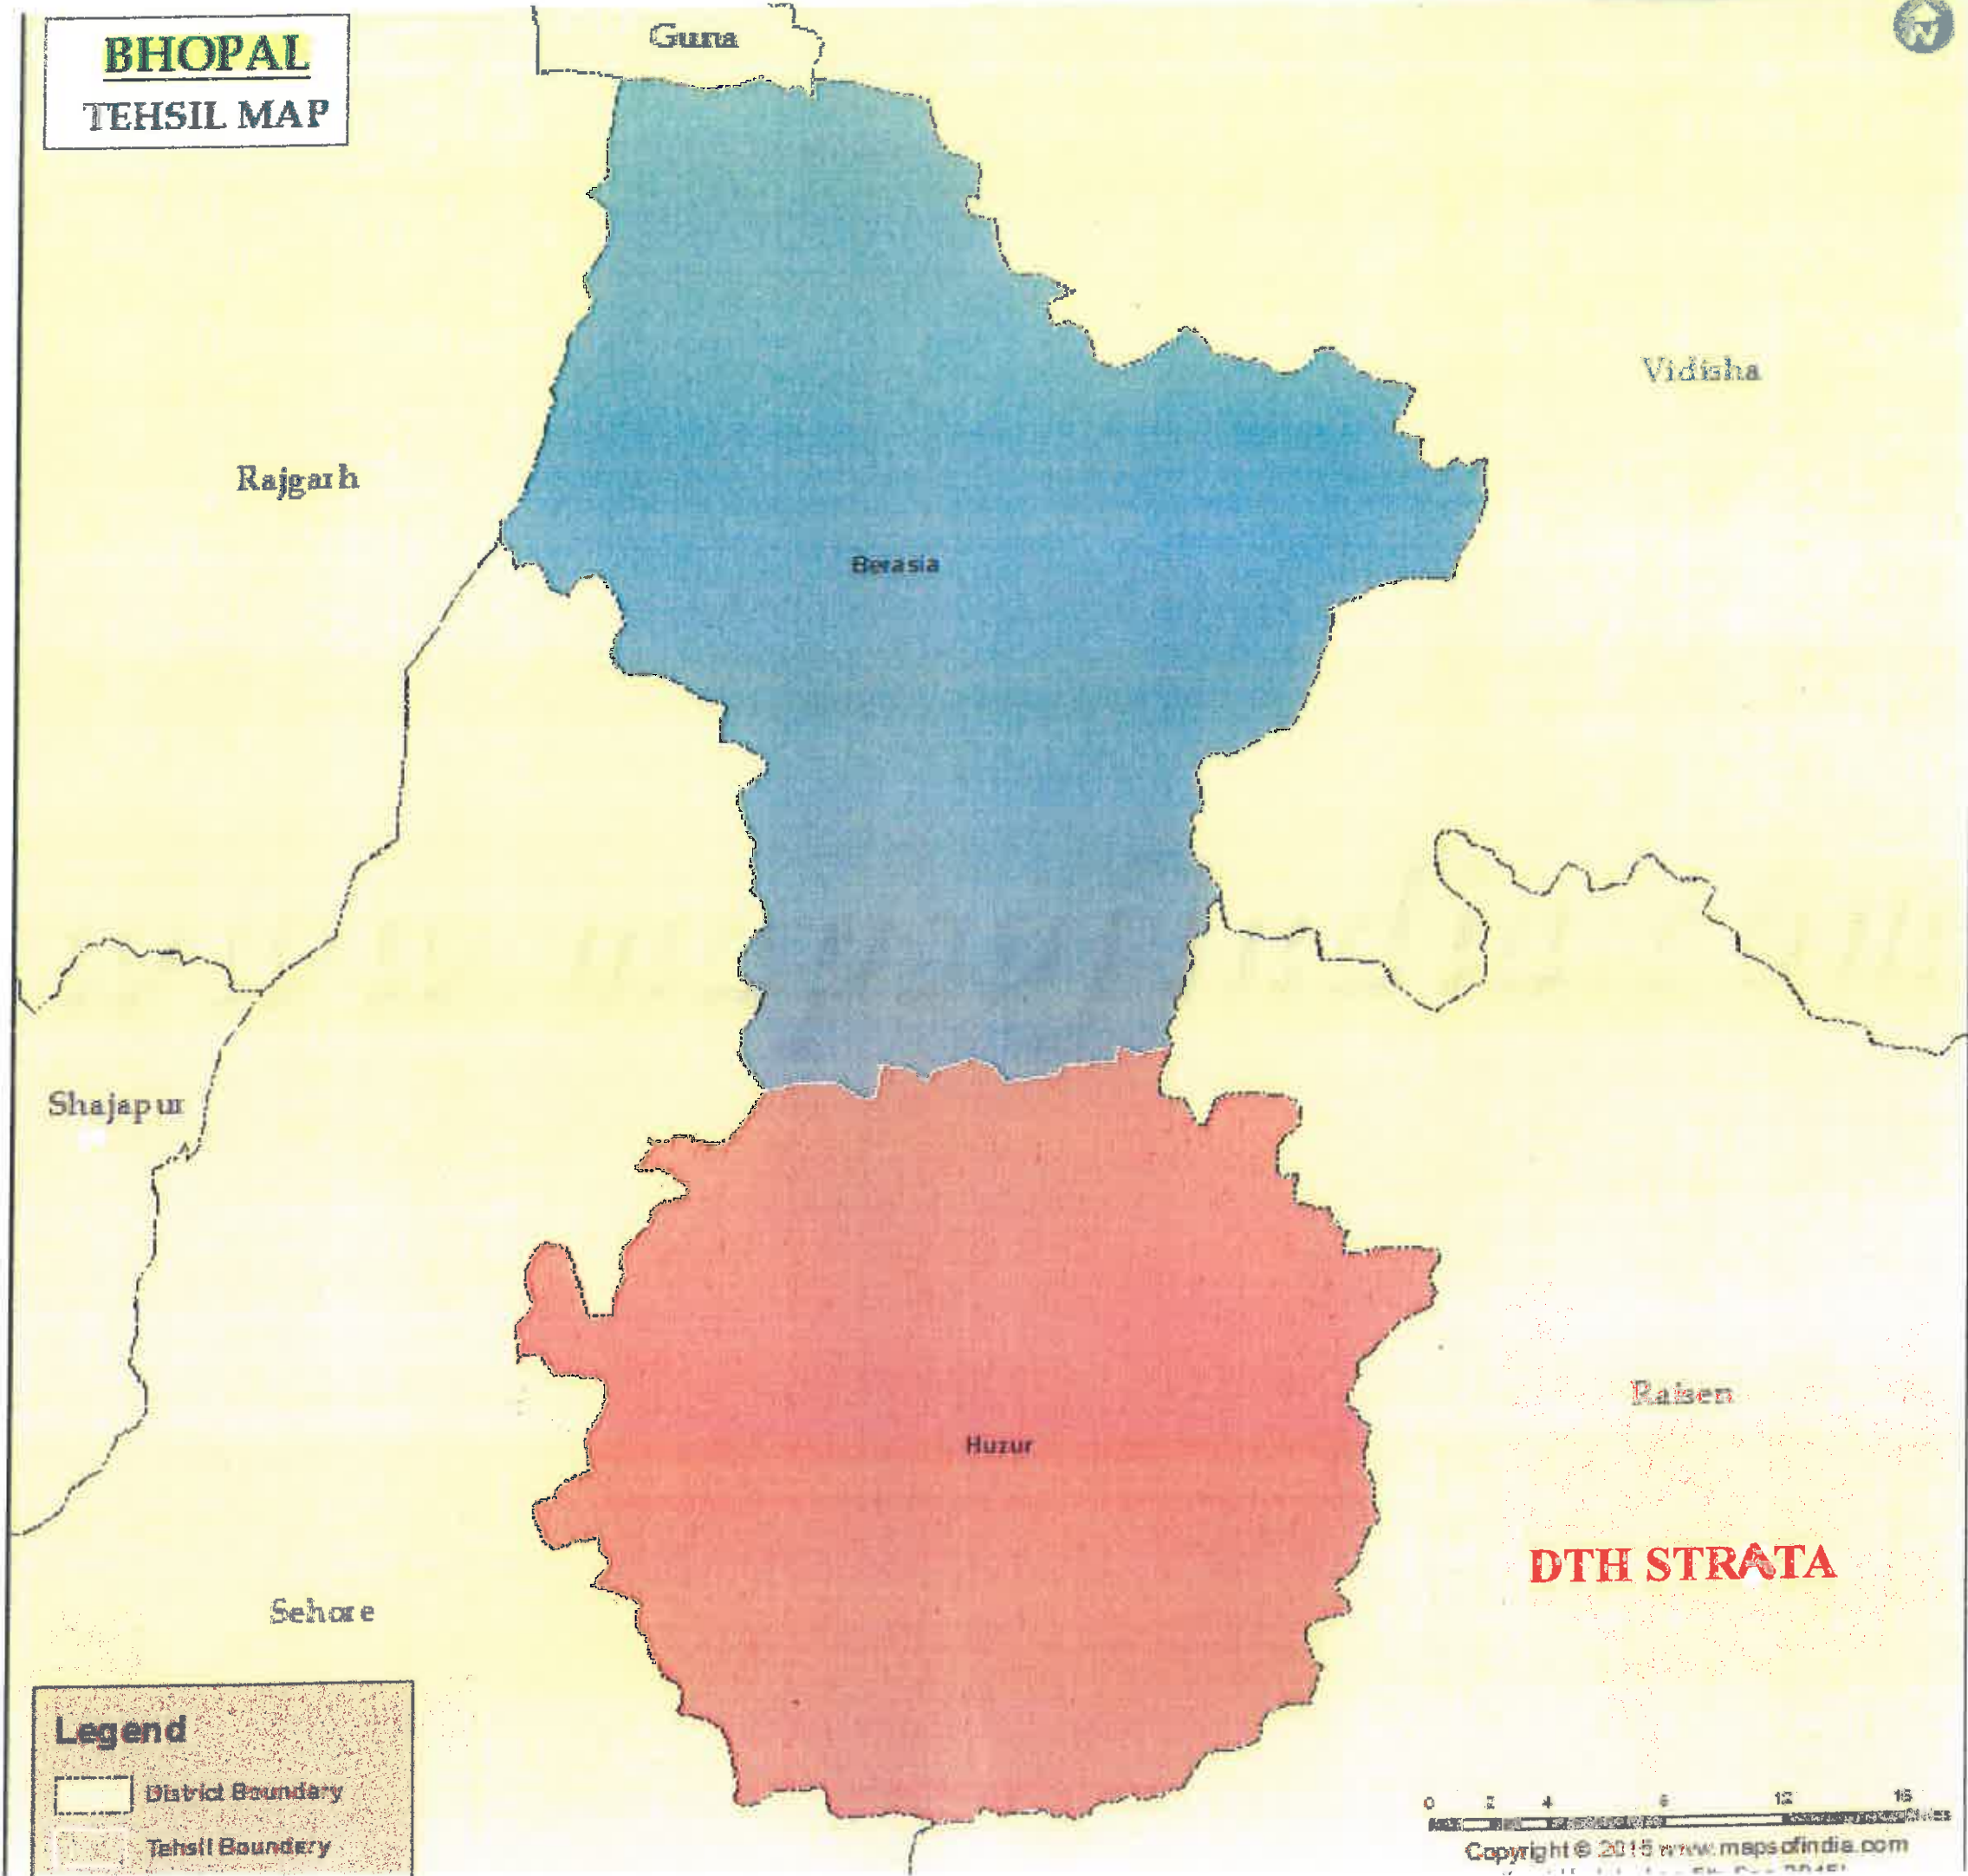 BHOPAL
TEHSIL MAP
Guna
N
Vidisha
Rajgarh
Berasia
Shajapur
Raisen
Huzur
DTH STRATA
Sehore
Legend
District Boundary
Tehsil Boundery
0 2 4 8 12 16
Copyright © 2015 www.mapsofindia.com